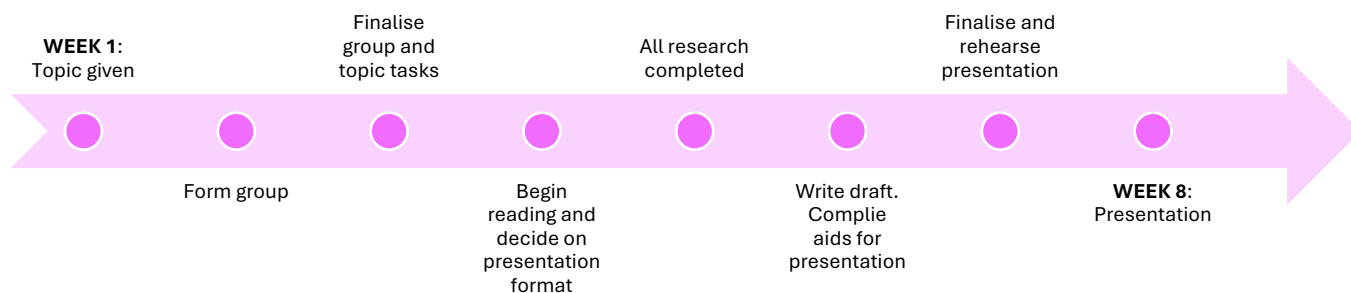 WEEK 1:
Topic given
Form group
Finalise
group and
topic tasks
Begin
reading and
decide on
presentation
format
All research
completed
Write draft.
Complie
aids for
presentation
Finalise and
rehearse
presentation
WEEK 8:
Presentation